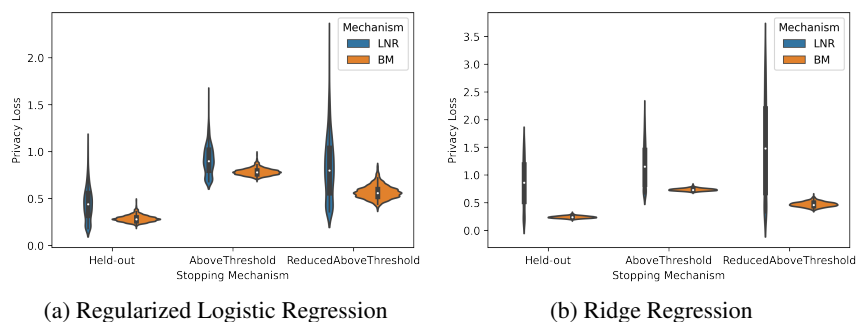 Mechanism
LNR
BM
2.0
1.5
1.0
0.5
0.0
Privacy Loss
Held-out
AboveThreshold
ReducedAboveThreshold
Stopping Mechanism
(a) Regularized Logistic Regression
Mechanism
LNR
BM
3.5
3.0
2.5
2.0
1.5
1.0
0.5
0.0
Privacy Loss
Held-out
AboveThreshold
ReducedAboveThreshold
Stopping Mechanism
(b) Ridge Regression